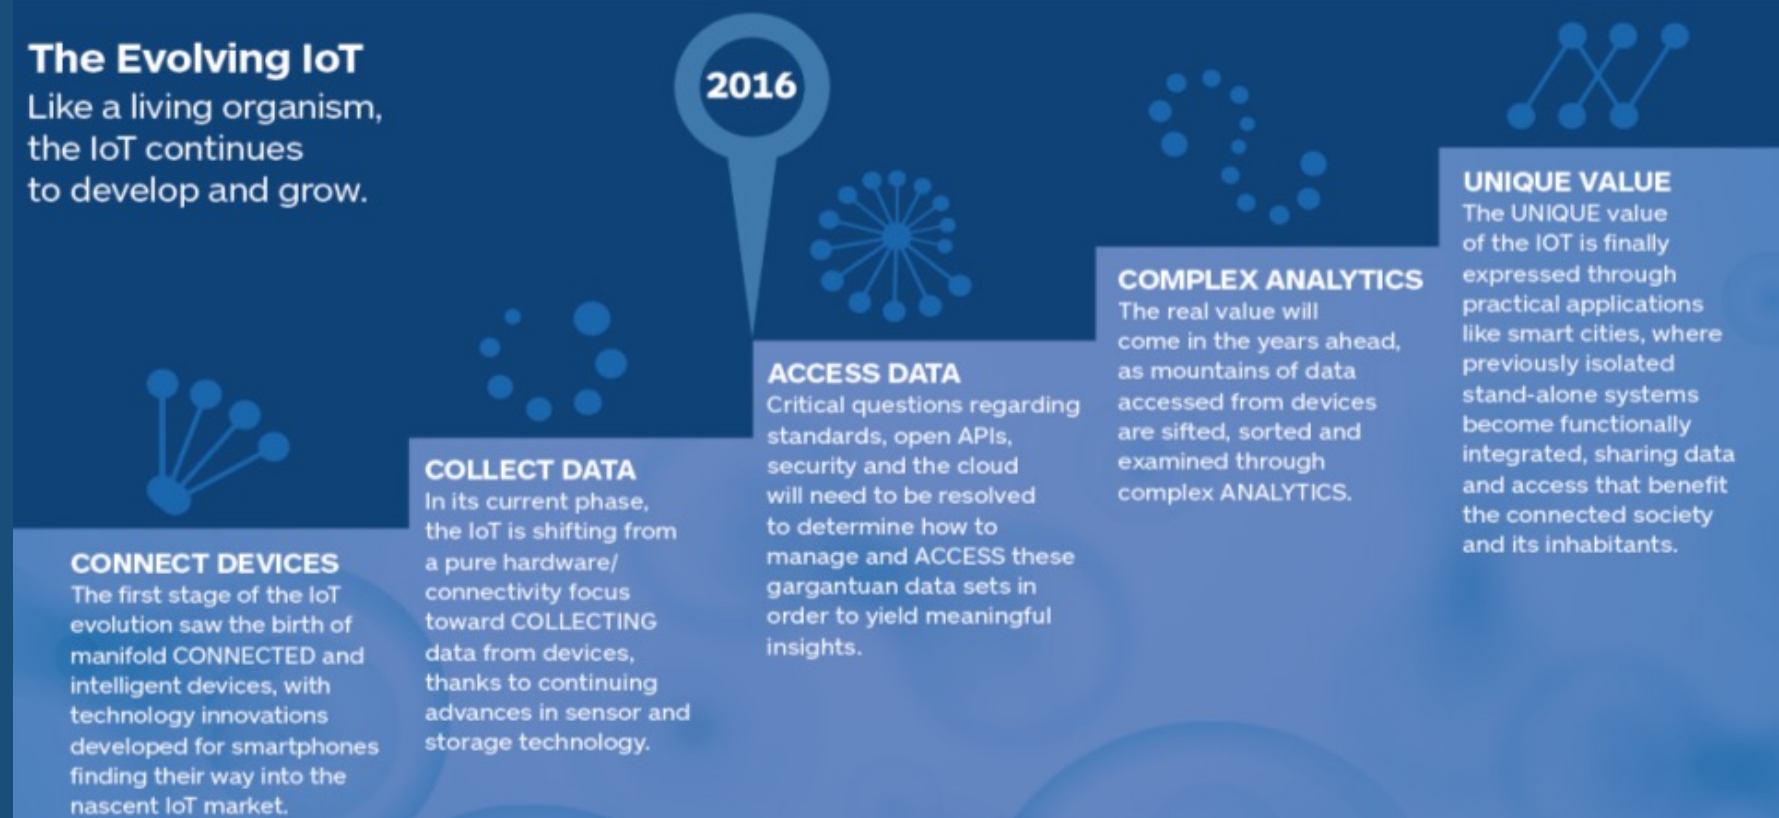 The Evolving IoT
Like a living organism,
the IoT continues
to develop and grow.
2016
CONNECT DEVICES
The first stage of the IoT
evolution saw the birth of
manifold CONNECTED and
intelligent devices, with
technology innovations
developed for smartphones
finding their way into the
nascent IoT market.
COLLECT DATA
In its current phase,
the IoT is shifting from
a pure hardware/
connectivity focus
toward COLLECTING
data from devices,
thanks to continuing
advances in sensor and
storage technology.
ACCESS DATA
Critical questions regarding
standards, open APIs,
security and the cloud
will need to be resolved
to determine how to
manage and ACCESS these
gargantuan data sets in
order to yield meaningful
insights.
COMPLEX ANALYTICS
The real value will
come in the years ahead,
as mountains of data
accessed from devices
are sifted, sorted and
examined through
complex ANALYTICS.
UNIQUE VALUE
The UNIQUE value
of the IOT is finally
expressed through
practical applications
like smart cities, where
previously isolated
stand-alone systems
become functionally
integrated, sharing data
and access that benefit
the connected society
and its inhabitants.